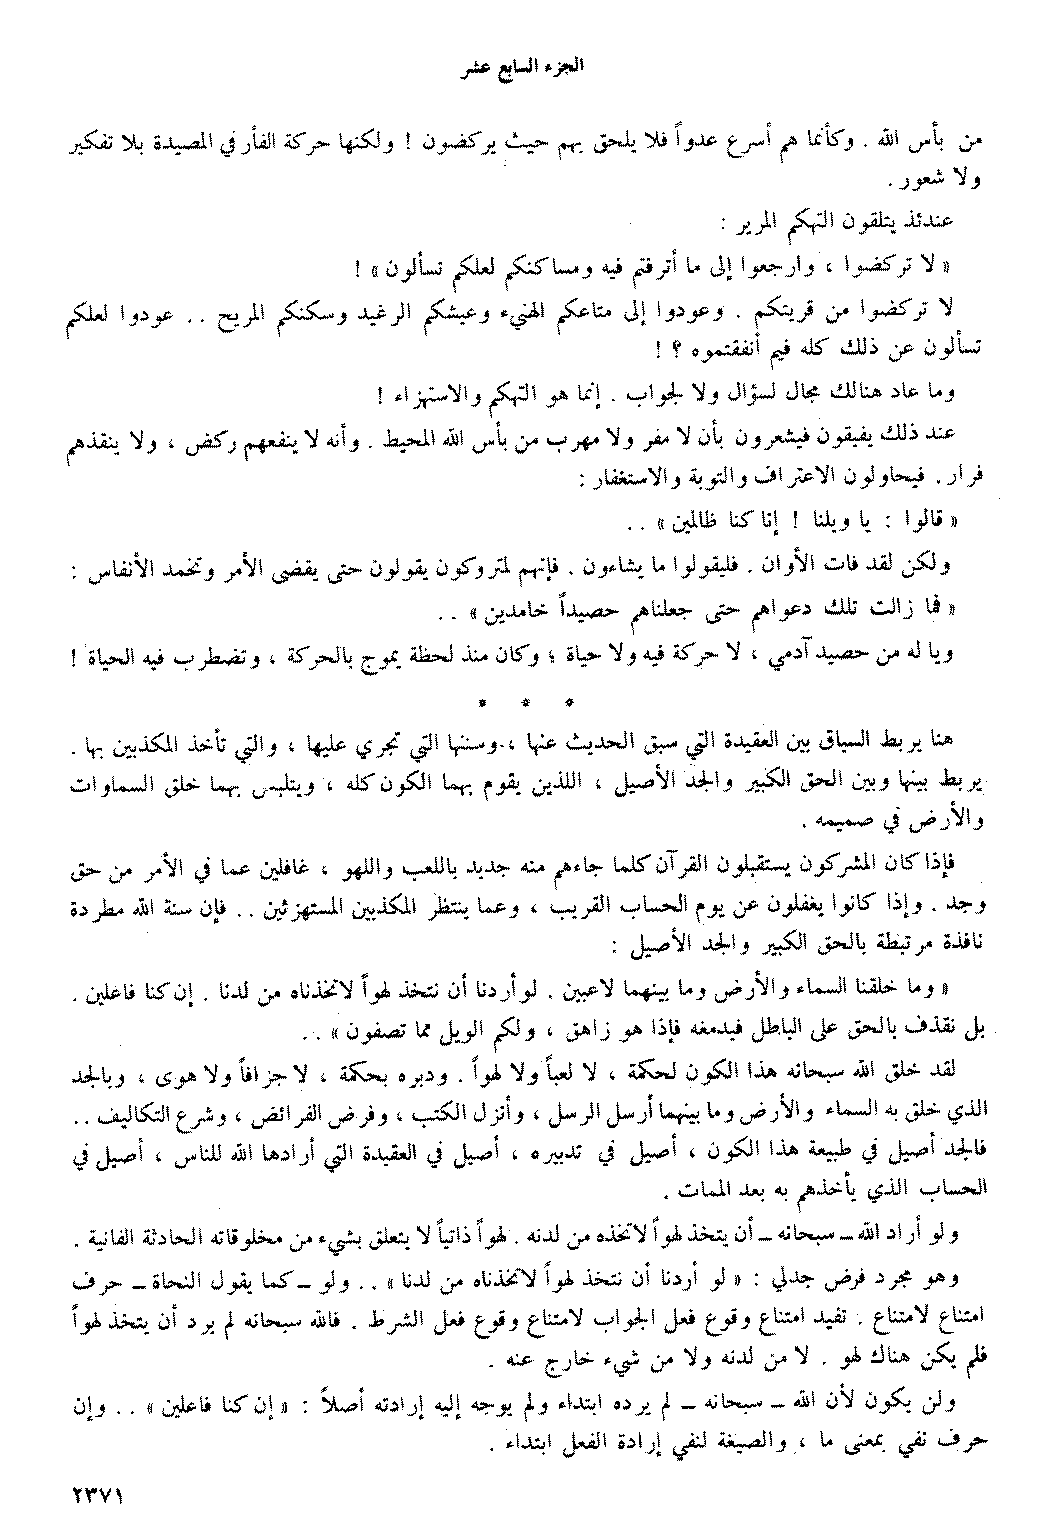 الجزء السابع عشر
من بأس الله . وكأنما هم أسرع عدواً فلا يلحق بهم حيث يركضون ! ولكنها حركة الفأر في المصيدة بلا تفكير
ولا شعور .
عندئذ يتلقون التهكم المرير :
« لا تركضوا ، وارجعوا إلى ما أترفتم فيه ومساكنكم لعلكم تسألون » !
لا تركضوا من قريتكم . وعودوا إلى متاعكم الهنيء وعيشكم الرغيد وسكنكم المريح .. عودوا لعلكم
تسألون عن ذلك كله فيم أنفقتموه ؟ !
وما عاد هنالك مجال لسؤال ولا لجواب . إنما هو التهكم والاستهزاء !
عند ذلك يفيقون فيشعرون بأن لا مفر ولا مهرب من بأس الله المحيط . وأنه لا ينفعهم ركض ، ولا ينقذهم
فرار . فيحاولون الاعتراف والتوبة والاستغفار :
« قالوا : يا ويلنا ! إنا كنا ظالمين » ..
ولكن لقد فات الأوان . فليقولوا ما يشاءون . فإنهم لمتروكون يقولون حتى يقضى الأمر وتخمد الأنفاس :
« فما زالت تلك دعواهم حتى جعلناهم حصيداً خامدين » ..
ويا له من حصيد آدمي ، لا حركة فيه ولا حياة ؛ وكان منذ لحظة يموج بالحركة ، وتضطرب فيه الحياة !
* * *
هنا يربط السياق بين العقيدة التي سبق الحديث عنها ، وسننها التي تجري عليها ، والتي تأخذ المكذبين بها .
يربط بينها وبين الحق الكبير والجد الأصيل ، اللذين يقوم بهما الكون كله ، ويتلبس بهما خلق السماوات
والأرض في صميمه .
فإذا كان المشركون يستقبلون القرآن كلما جاءهم منه جديد باللعب واللهو ، غافلين عما في الأمر من حق
وجد . وإذا كانوا يغفلون عن يوم الحساب القريب ، وعما ينتظر المكذبين المستهزئين .. فإن سنة الله مطردة
نافذة مرتبطة بالحق الكبير والجد الأصيل :
« وما خلقنا السماء والأرض وما بينهما لاعبين . لو أردنا أن نتخذ لهواً لاتخذناه من لدنا . إن كنا فاعلين .
بل نقذف بالحق على الباطل فيدمغه فإذا هو زاهق ، ولكم الويل مما تصفون » ..
لقد خلق الله سبحانه هذا الكون لحكمة ، لا لعباً ولا لهواً . ودبره بحكمة ، لا جزافاً ولا هوى ، وبالجد
الذي خلق به السماء والأرض وما بينهما أرسل الرسل ، وأنزل الكتب ، وفرض الفرائض ، وشرع التكاليف ..
فالجد أصيل في طبيعة هذا الكون ، أصيل في تدبيره ، أصيل في العقيدة التي أرادها الله للناس ، أصيل في
الحساب الذي يأخذهم به بعد الممات .
ولو أراد الله ــ سبحانه ــ أن يتخذ لهواً لاتخذه من لدنه . لهواً ذاتياً لا يتعلق بشيء من مخلوقاته الحادثة الفانية .
وهو مجرد فرض جدلي : « لو أردنا أن نتخذ لهواً لاتخذناه من لدنا » .. ولو ــ كما يقول النحاة ــ حرف
امتناع لامتناع . تفيد امتناع وقوع فعل الجواب لامتناع وقوع فعل الشرط . فالله سبحانه لم يرد أن يتخذ لهواً
فلم يكن هناك لهو . لا من لدنه ولا من شيء خارج عنه .
ولن يكون لأن الله ــ سبحانه ــ لم يرده ابتداء ولم يوجه إليه إرادته أصلاً : « إن كنا فاعلين » .. وإن
حرف نفي بمعنى ما ، والصيغة لنفي إرادة الفعل ابتداء .
٢٣٧١